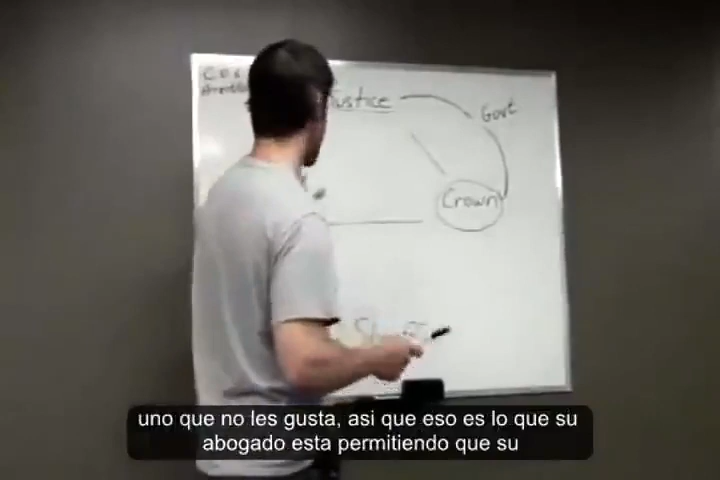 Justice
Govt
Crown
uno que no les gusta, asi que eso es lo que su
abogado esta permitiendo que su